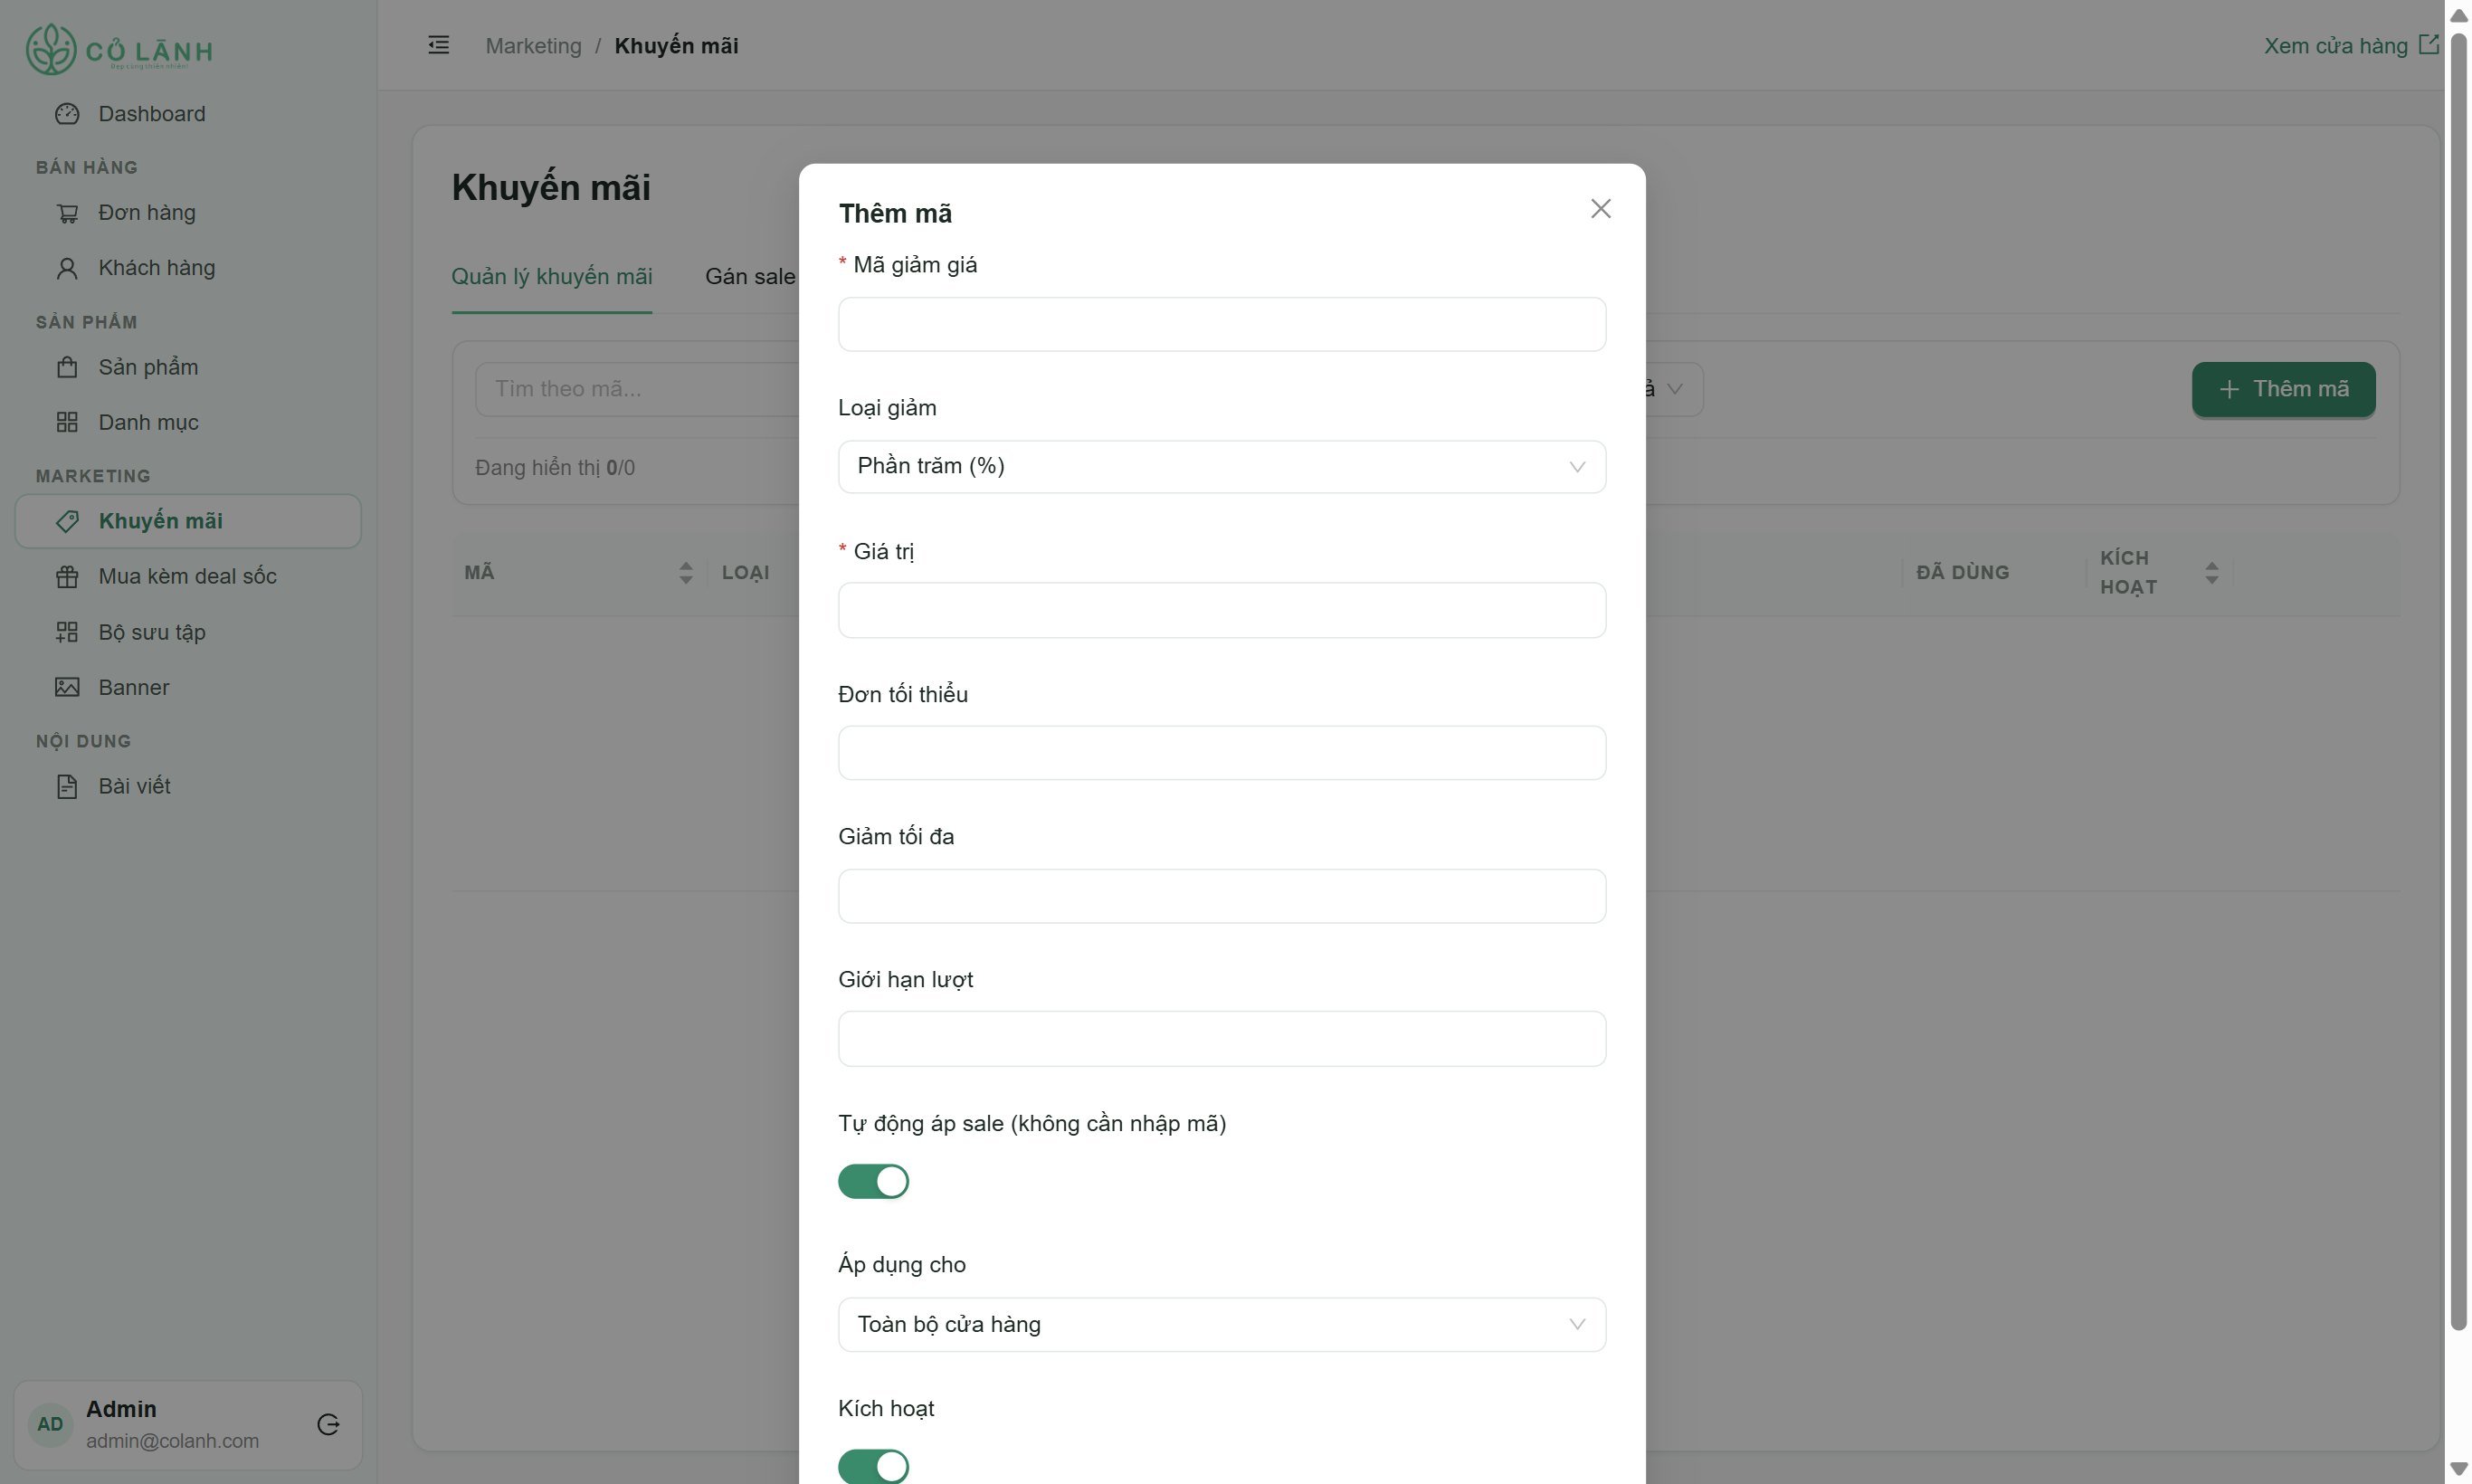 CỎ LÀNH
Dashboard
BÁN HÀNG
Đơn hàng
Khách hàng
SẢN PHẨM
Sản phẩm
Danh mục
MARKETING
Khuyến mãi
Mua kèm deal sốc
Bộ sưu tập
Banner
NỘI DUNG
Bài viết
AD
Admin
admin@colanh.com
Marketing / Khuyến mãi
Xem cửa hàng
Khuyến mãi
Quản lý khuyến mãi
Gán sale
Tìm theo mã...
Thêm mã
Đang hiển thị 0/0
MÃ
LOẠI
ĐÃ DÙNG
KÍCH
HOẠT
Thêm mã
* Mã giảm giá
Loại giảm
Phần trăm (%)
* Giá trị
Đơn tối thiểu
Giảm tối đa
Giới hạn lượt
Tự động áp sale (không cần nhập mã)
Áp dụng cho
Toàn bộ cửa hàng
Kích hoạt